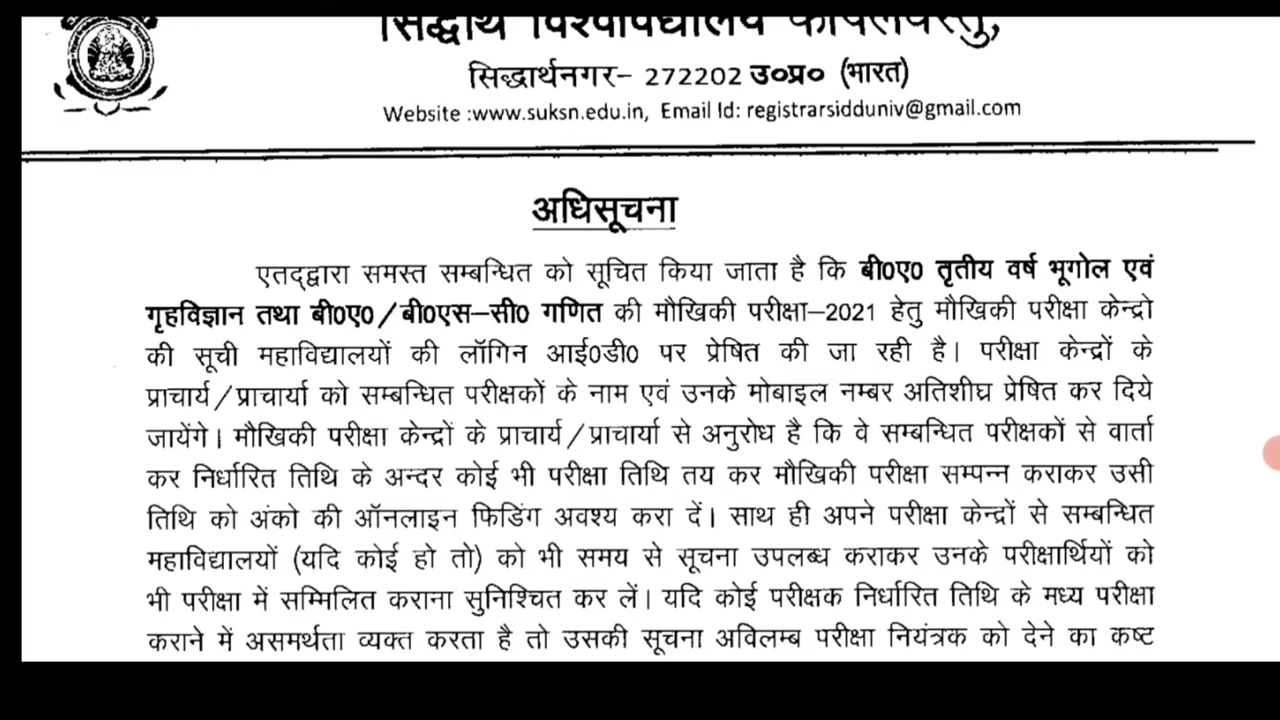 सिद्धार्थ विश्वविद्यालय कपिलवस्तु,
सिद्धार्थनगर- 272202 उ०प्र० (भारत)
Website :www.suksn.edu.in, Email Id: registrarsidduniv@gmail.com
अधिसूचना
एतद्द्वारा समस्त सम्बन्धित को सूचित किया जाता है कि बी0ए0 तृतीय वर्ष भूगोल एवं
गृहविज्ञान तथा बी0ए0/बी0एस–सी0 गणित की मौखिकी परीक्षा–2021 हेतु मौखिकी परीक्षा केन्द्रो
की सूची महाविद्यालयों की लॉगिन आई0डी0 पर प्रेषित की जा रही है। परीक्षा केन्द्रों के
प्राचार्य/प्राचार्या को सम्बन्धित परीक्षकों के नाम एवं उनके मोबाइल नम्बर अतिशीघ्र प्रेषित कर दिये
जायेंगे। मौखिकी परीक्षा केन्द्रों के प्राचार्य/प्राचार्या से अनुरोध है कि वे सम्बन्धित परीक्षकों से वार्ता
कर निर्धारित तिथि के अन्दर कोई भी परीक्षा तिथि तय कर मौखिकी परीक्षा सम्पन्न कराकर उसी
तिथि को अंको की ऑनलाइन फिडिंग अवश्य करा दें। साथ ही अपने परीक्षा केन्द्रों से सम्बन्धित
महाविद्यालयों (यदि कोई हो तो) को भी समय से सूचना उपलब्ध कराकर उनके परीक्षार्थियों को
भी परीक्षा में सम्मिलित कराना सुनिश्चित कर लें। यदि कोई परीक्षक निर्धारित तिथि के मध्य परीक्षा
कराने में असमर्थता व्यक्त करता है तो उसकी सूचना अविलम्ब परीक्षा नियंत्रक को देने का कष्ट